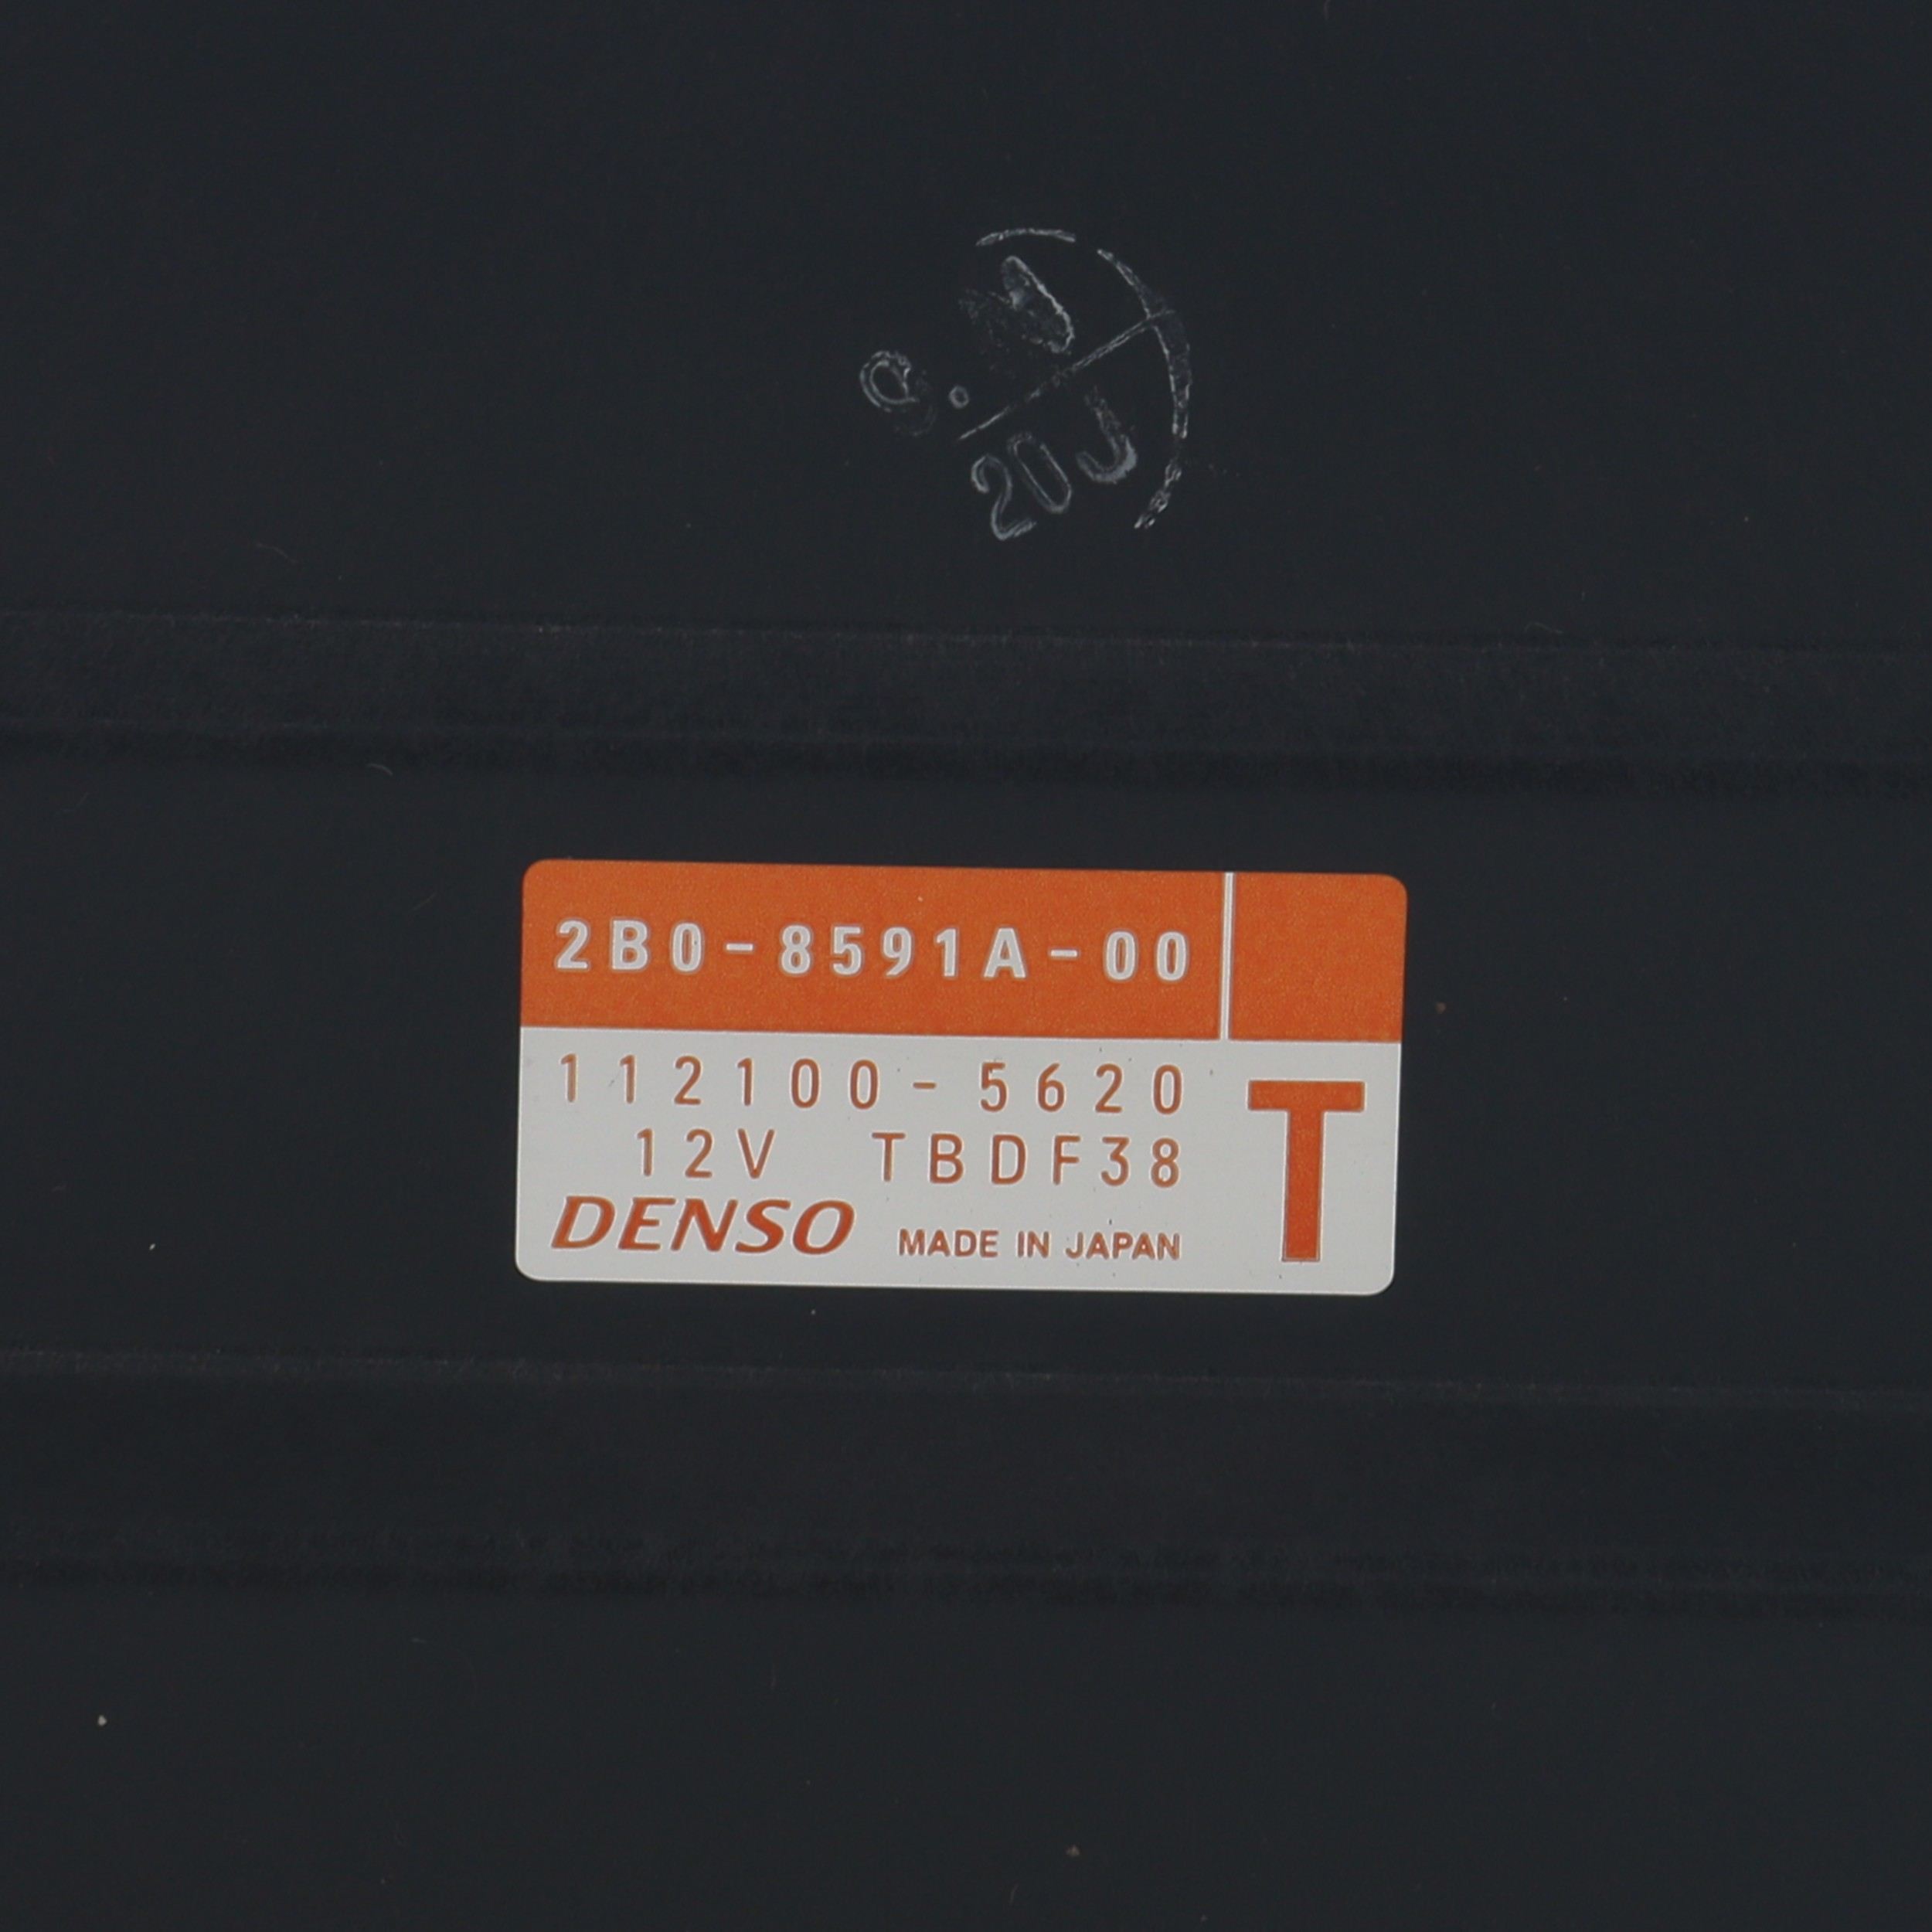 20J
2B0-8591A-00
112100-5620
12V TBDF38
T
DENSO MADE IN JAPAN